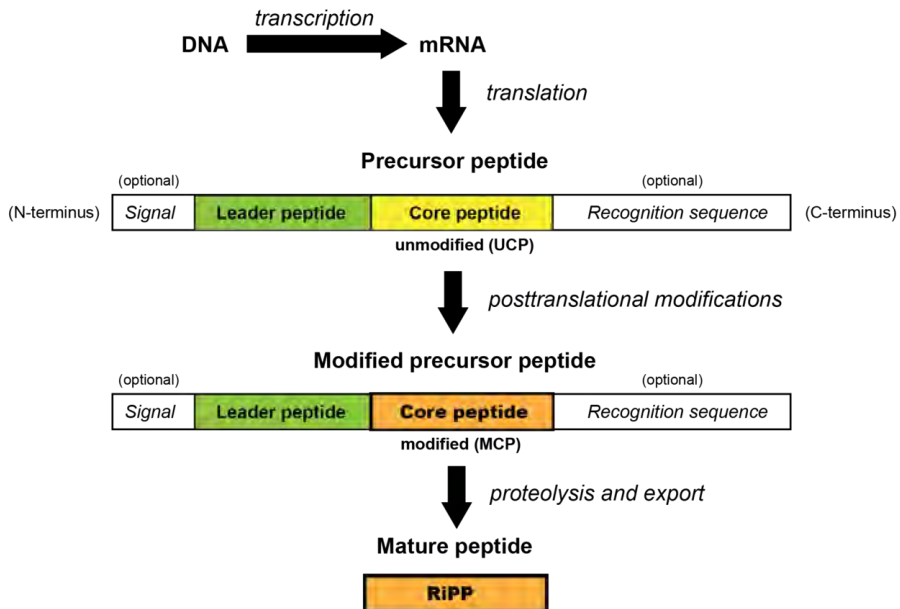 transcription
DNA mRNA
translation
Precursor peptide
(optional) (optional)
(N-terminus) Signal Leader peptide Core peptide Recognition sequence (C-terminus)
unmodified (UCP)
posttranslational modifications
Modified precursor peptide
(optional) (optional)
Signal Leader peptide Core peptide Recognition sequence
modified (MCP)
proteolysis and export
Mature peptide
RiPP